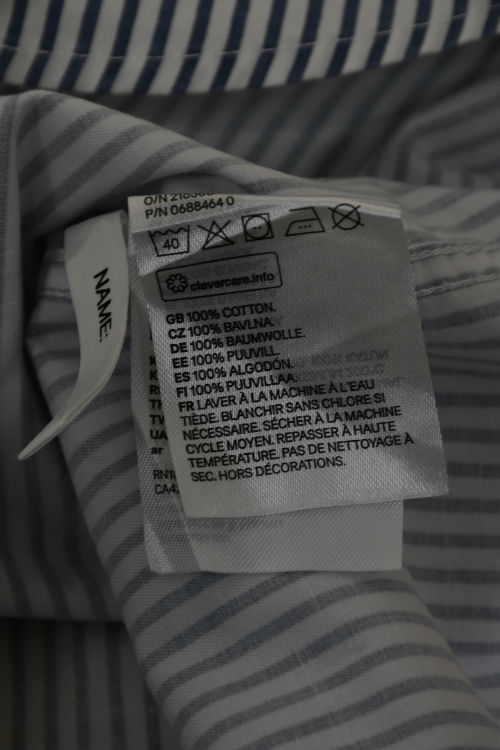 P/N 0688464 0
40
clevercare.info
NAME:
GB 100% COTTON.
CZ 100% BAVLNA.
DE 100% BAUMWOLLE.
EE 100% PUUVILL.
ES 100% ALGODÓN.
FI 100% PUUVILLAA.
FR LAVER À LA MACHINE À L'EAU
TIÈDE. BLANCHIR SANS CHLORE SI
NÉCESSAIRE. SÉCHER À LA MACHINE
CYCLE MOYEN. REPASSER À HAUTE
TEMPÉRATURE. PAS DE NETTOYAGE À
SEC. HORS DÉCORATIONS.
UA
ar